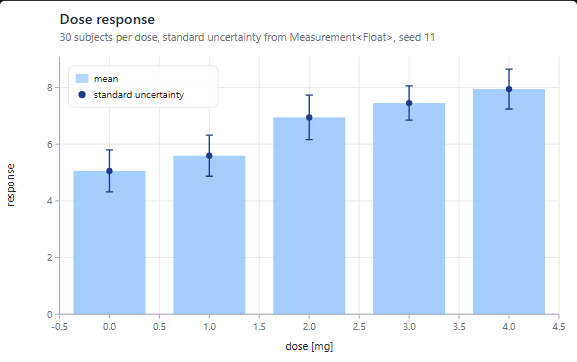 Dose response
30 subjects per dose, standard uncertainty from Measurement<Float>, seed 11
mean
standard uncertainty
8
6
4
2
0
response
-0.5 0.0 0.5 1.0 1.5 2.0 2.5 3.0 3.5 4.0 4.5
dose [mg]